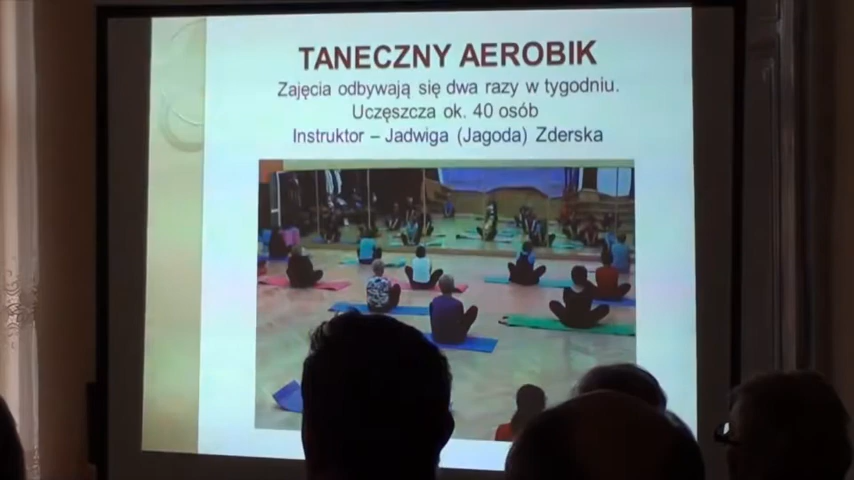 TANECZNY AEROBIK
Zajęcia odbywają się dwa razy w tygodniu.
Uczęszcza ok. 40 osób
Instruktor – Jadwiga (Jagoda) Zderska